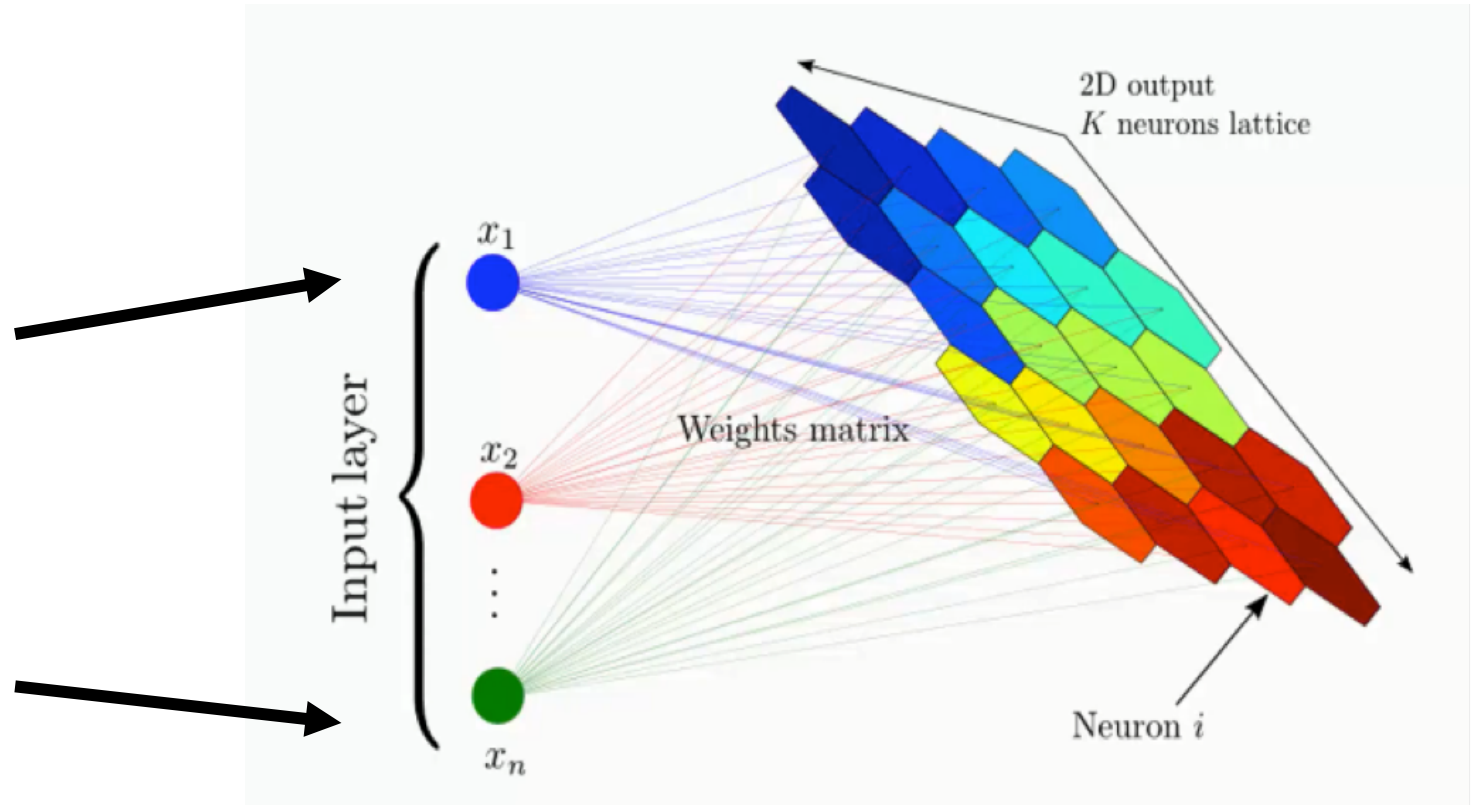 2D output
K neurons lattice
x₁
Input layer
x₂
Weights matrix
xₙ
Neuron i